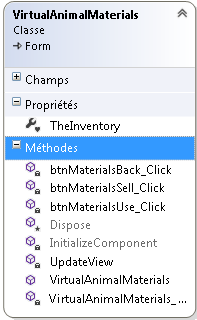 VirtualAnimalMaterials
Classe
Form
Champs
Propriétés
TheInventory
Méthodes
btnMaterialsBack_Click
btnMaterialsSell_Click
btnMaterialsUse_Click
Dispose
InitializeComponent
UpdateView
VirtualAnimalMaterials
VirtualAnimalMaterials_...